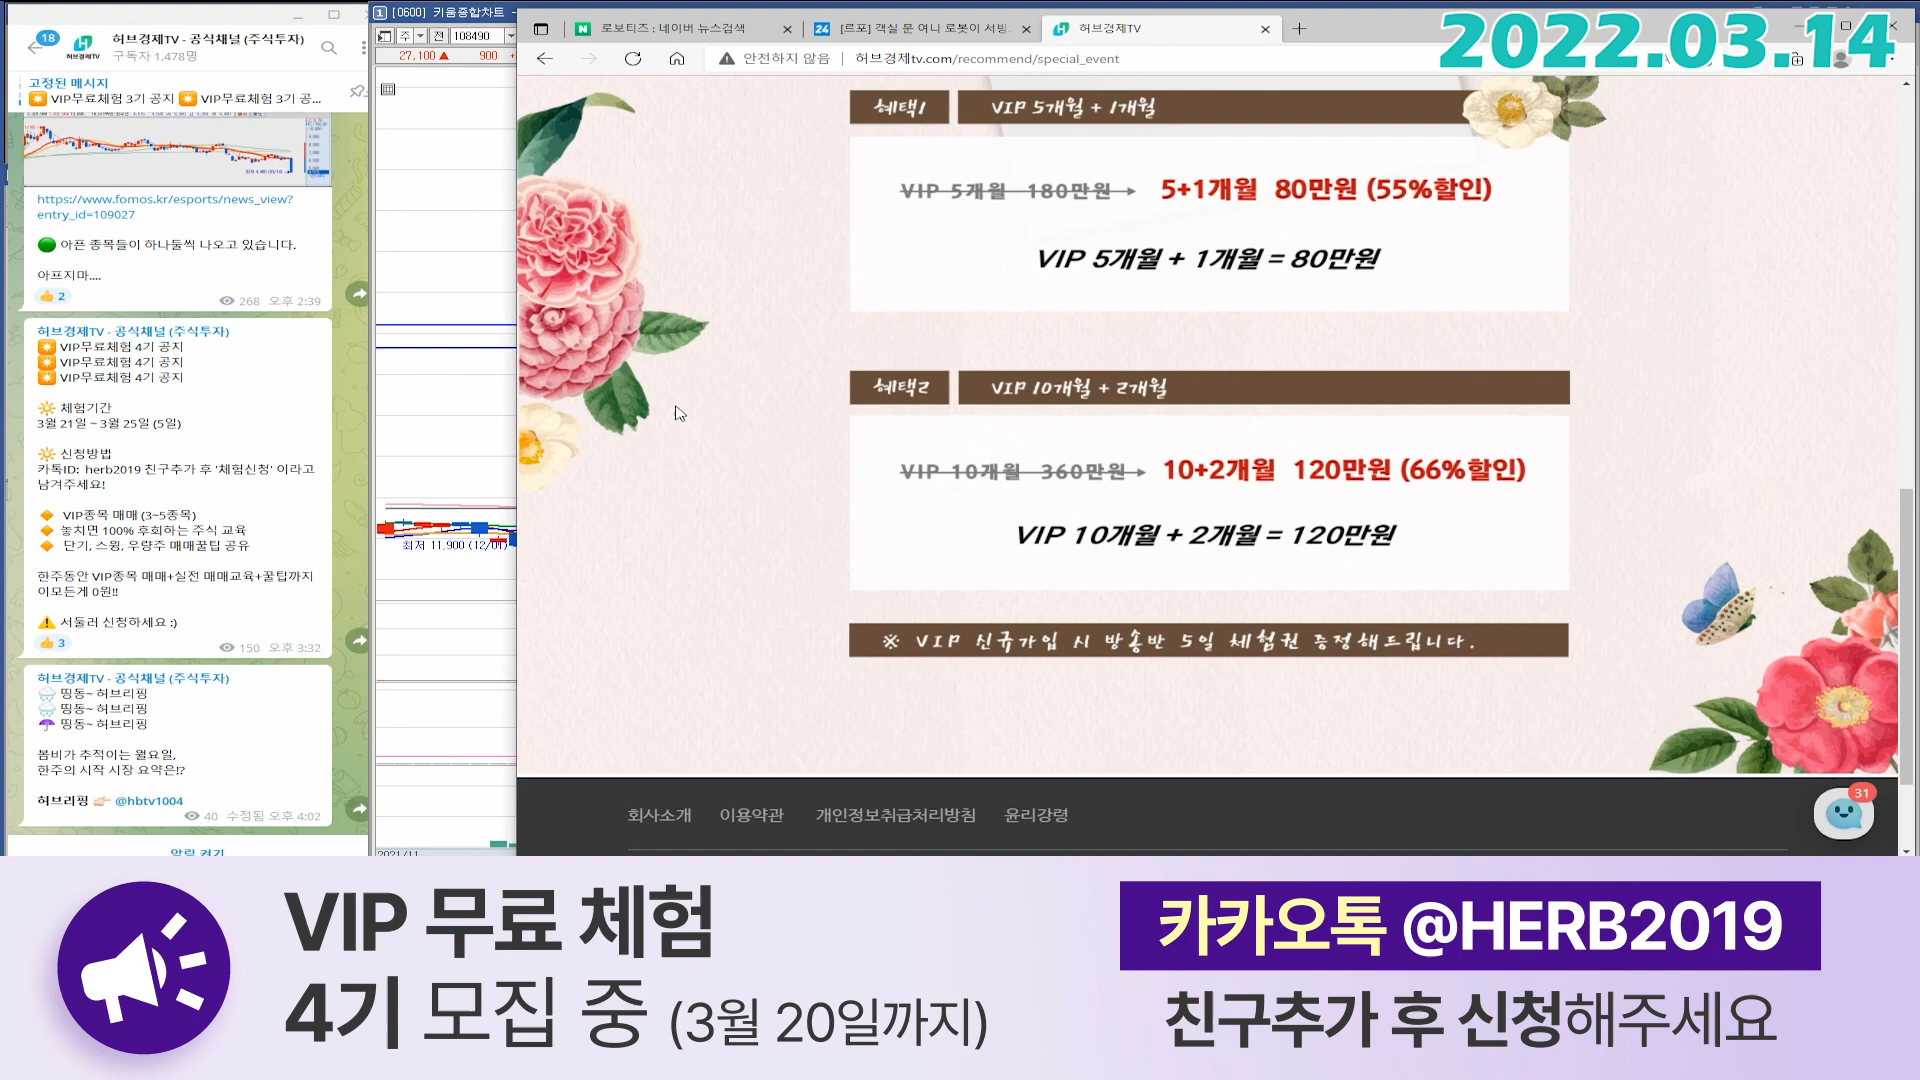 18
허브경제TV - 공식채널 (주식투자)
구독자 1,478명
고정된 메시지
VIP무료체험 3기 공지 VIP무료체험 3기 공...
https://www.fomos.kr/esports/news_view?
entry_id=109027
아픈 종목들이 하나둘씩 나오고 있습니다.
아프지마....
2
268 오후 2:39
허브경제TV - 공식채널 (주식투자)
VIP무료체험 4기 공지
VIP무료체험 4기 공지
VIP무료체험 4기 공지
체험기간
3월 21일 ~ 3월 25일 (5일)
신청방법
카톡ID: herb2019 친구추가 후 '체험신청' 이라고
남겨주세요!
VIP종목 매매 (3~5종목)
놓치면 100% 후회하는 주식 교육
단기, 스윙, 우량주 매매꿀팁 공유
한주동안 VIP종목 매매+실전 매매교육+꿀팁까지
이모든게 0원!!
서둘러 신청하세요 :)
3
150 오후 3:32
허브경제TV - 공식채널 (주식투자)
띵동~ 허브리핑
띵동~ 허브리핑
띵동~ 허브리핑
봄비가 추적이는 월요일,
한주의 시작 시장 요약은!?
허브리핑 @hbtv1004
40 수정됨 오후 4:02
알림 켜기
1 [0600] 키움종합차트
주 전 108490
27,100 ▲ 900
최저 11,900 (12/01)
2021/11
로보티즈 : 네이버 뉴스검색
24 [르포] 객실 문 여니 로봇이 서빙
허브경제TV
안전하지 않음 허브경제tv.com/recommend/special_event
2022.03.14
혜택1 VIP 5개월 + 1개월
VIP 5개월 180만원 → 5+1개월 80만원 (55%할인)
VIP 5개월 + 1개월 = 80만원
혜택2 VIP 10개월 + 2개월
VIP 10개월 360만원 → 10+2개월 120만원 (66%할인)
VIP 10개월 + 2개월 = 120만원
※ VIP 신규가입 시 방송반 5일 체험권 증정해드립니다.
회사소개 이용약관 개인정보취급처리방침 윤리강령
31
VIP 무료 체험
4기 모집 중 (3월 20일까지)
카카오톡 @HERB2019
친구추가 후 신청해주세요